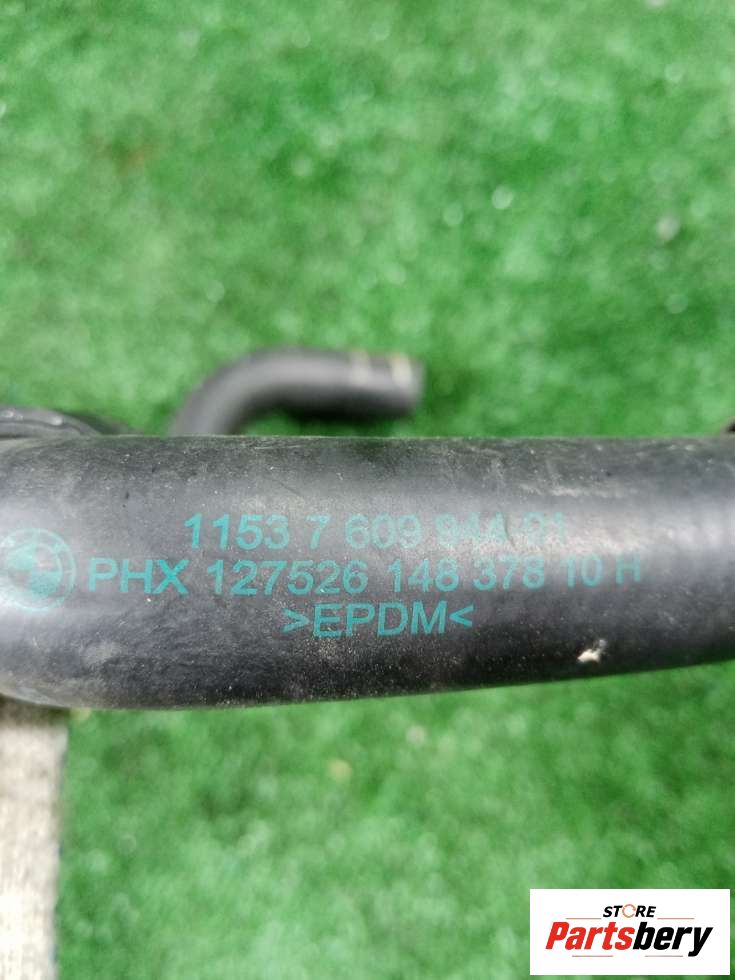 1153 7 609 944-01
PHX 127526 148 378 10 H
>EPDM<
STORE
Partsbery